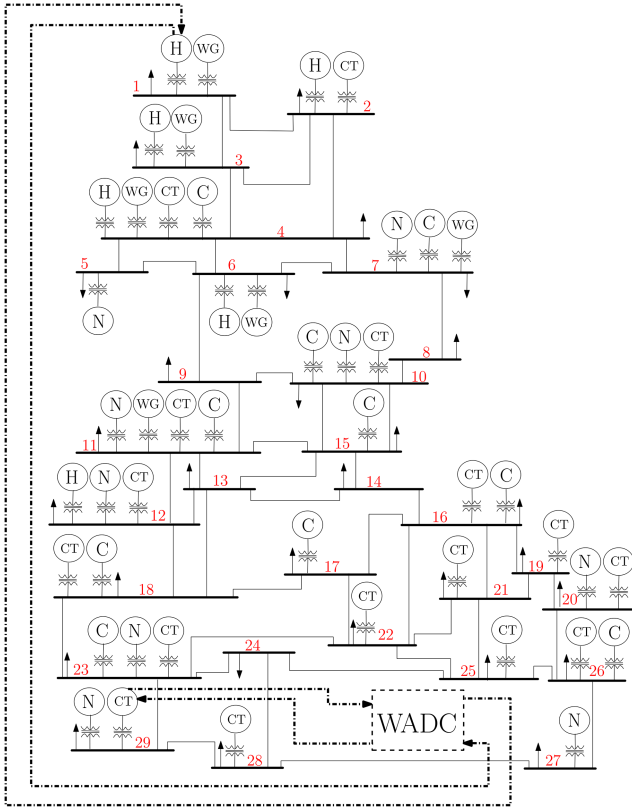 H WG
H CT
1
2
H WG
3
H WG CT C
N C WG
4
5
6
7
N
H WG
8
C N CT
9
10
N WG CT C
C
11
15
H N CT
13
14
CT C
12
16
C
CT
CT C
CT
N CT
17
19
18
CT
21
20
C N CT
22
CT
CT C
24
23
25
26
N CT
CT
WADC
N
29
28
27